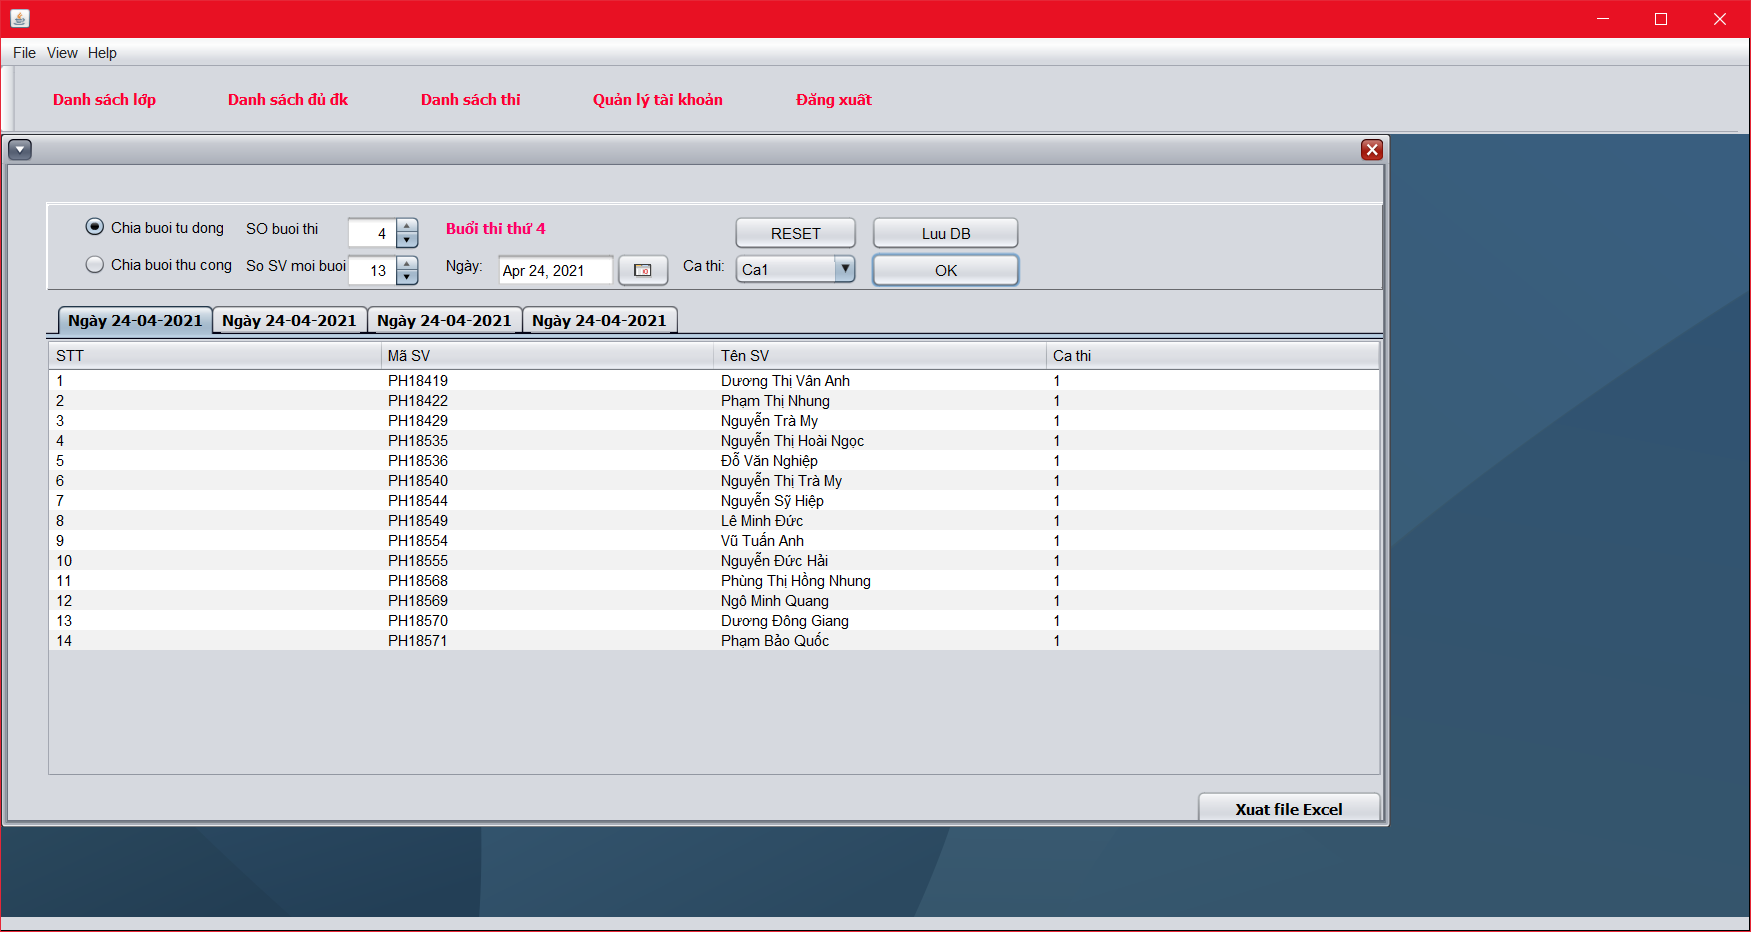 File View Help
Danh sách lớp Danh sách đủ đk Danh sách thi Quản lý tài khoản Đăng xuất
Chia buoi tu dong SO buoi thi 4 Buổi thi thứ 4 RESET Luu DB
Chia buoi thu cong So SV moi buoi 13 Ngày: Apr 24, 2021 Ca thi: Ca1 OK
Ngày 24-04-2021 Ngày 24-04-2021 Ngày 24-04-2021 Ngày 24-04-2021
STT Mã SV Tên SV Ca thi
1 PH18419 Dương Thị Vân Anh 1
2 PH18422 Phạm Thị Nhung 1
3 PH18429 Nguyễn Trà My 1
4 PH18535 Nguyễn Thị Hoài Ngọc 1
5 PH18536 Đỗ Văn Nghiệp 1
6 PH18540 Nguyễn Thị Trà My 1
7 PH18544 Nguyễn Sỹ Hiệp 1
8 PH18549 Lê Minh Đức 1
9 PH18554 Vũ Tuấn Anh 1
10 PH18555 Nguyễn Đức Hải 1
11 PH18568 Phùng Thị Hồng Nhung 1
12 PH18569 Ngô Minh Quang 1
13 PH18570 Dương Đông Giang 1
14 PH18571 Phạm Bảo Quốc 1
Xuat file Excel